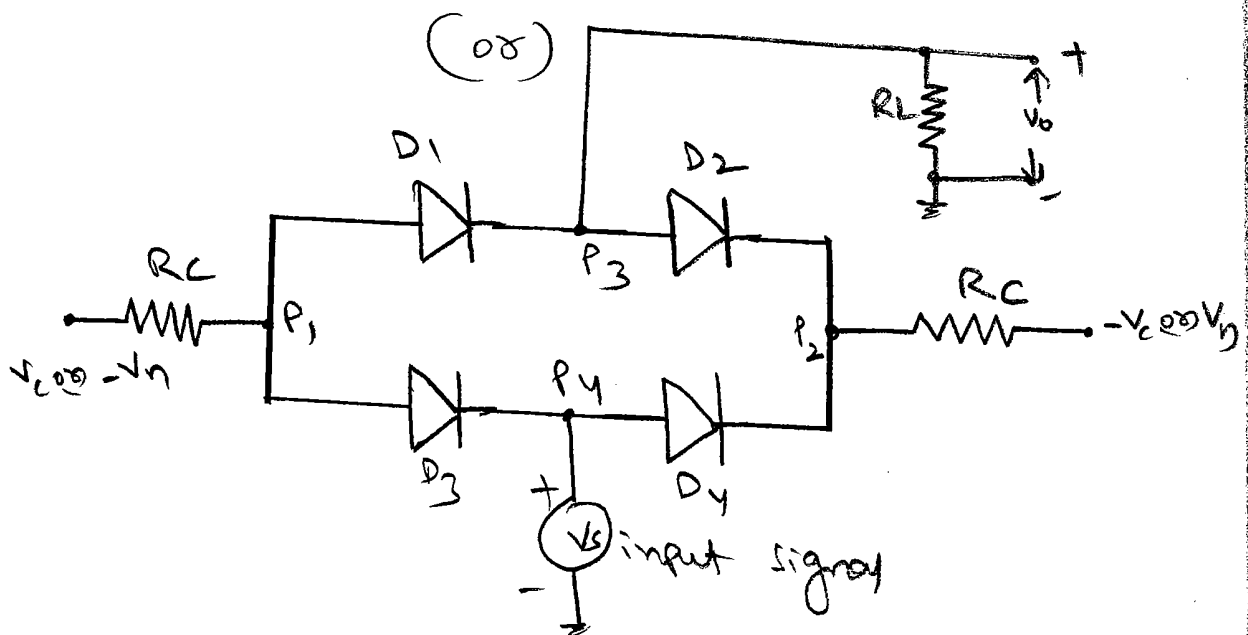 (or)
+
RL
Vo
-
D1
D2
P3
RC
P1
RC
P2
Vc or -Vn
-Vc or Vn
P4
D3
D4
+
Vs
input signal
-